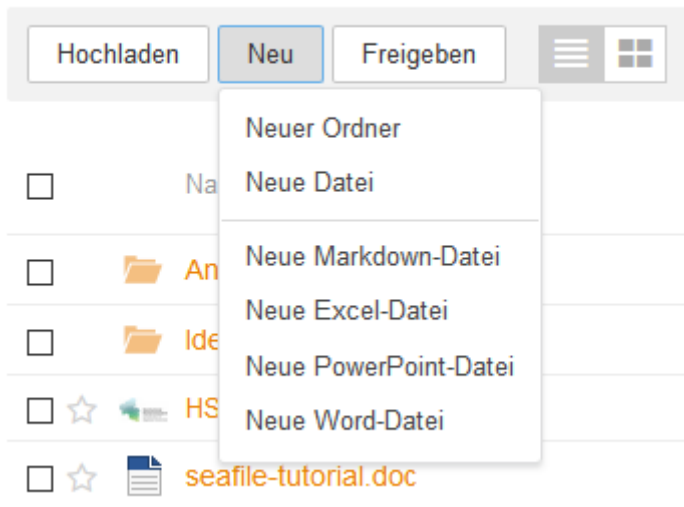 Hochladen Neu Freigeben
Neuer Ordner
Neue Datei
Neue Markdown-Datei
Neue Excel-Datei
Neue PowerPoint-Datei
Neue Word-Datei
seafile-tutorial.doc